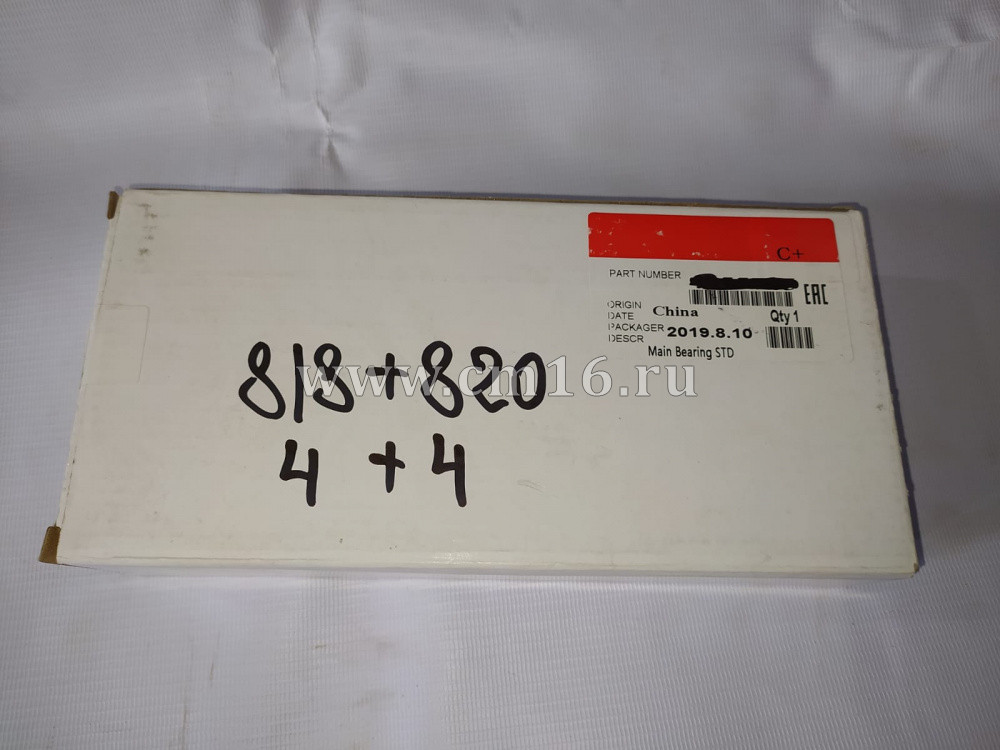 C+
PART NUMBER
EAC
ORIGIN China
DATE Qty 1
PACKAGER 2019.8.10
DESCR Main Bearing STD
818+820
4 + 4
www.cm16.ru